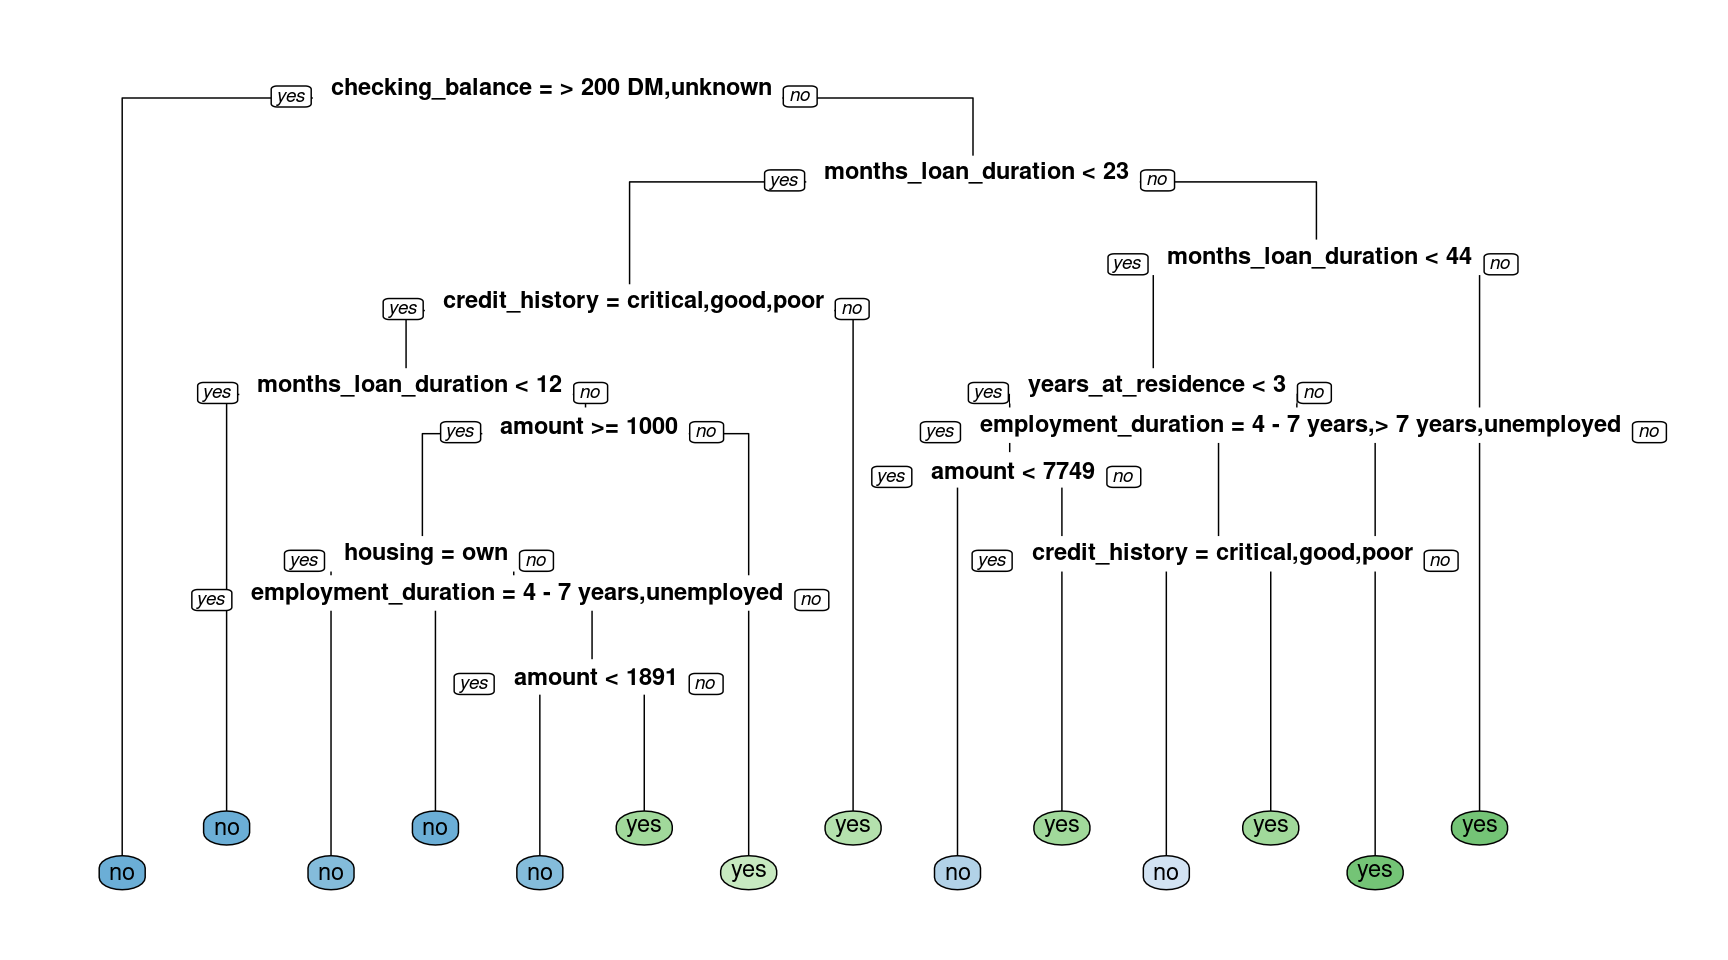 yes checking_balance = > 200 DM,unknown no
yes months_loan_duration < 23 no
yes months_loan_duration < 44 no
yes credit_history = critical,good,poor no
yes months_loan_duration < 12 no
yes years_at_residence < 3 no
yes amount >= 1000 no
yes employment_duration = 4 - 7 years,> 7 years,unemployed no
yes amount < 7749 no
yes housing = own no
yes credit_history = critical,good,poor no
yes employment_duration = 4 - 7 years,unemployed no
yes amount < 1891 no
no no yes yes yes yes yes
no no no yes no no yes